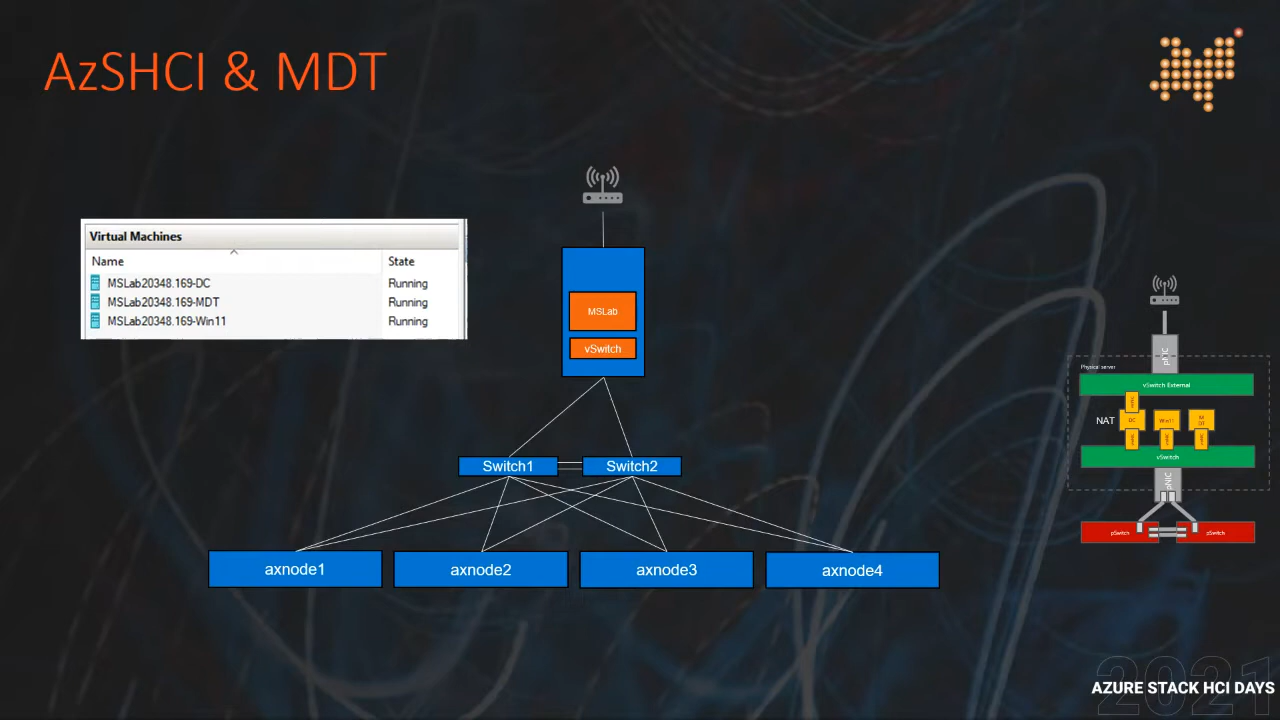 AzSHCI & MDT
Virtual Machines
Name State
MSLab20348.169-DC Running
MSLab20348.169-MDT Running
MSLab20348.169-Win11 Running
MSLab
vSwitch
Switch1 Switch2
axnode1 axnode2 axnode3 axnode4
pNIC
Physical server
vSwitch External
NAT DC Win11 MDT
vSwitch
pNIC
pSwitch pSwitch
2021
AZURE STACK HCI DAYS